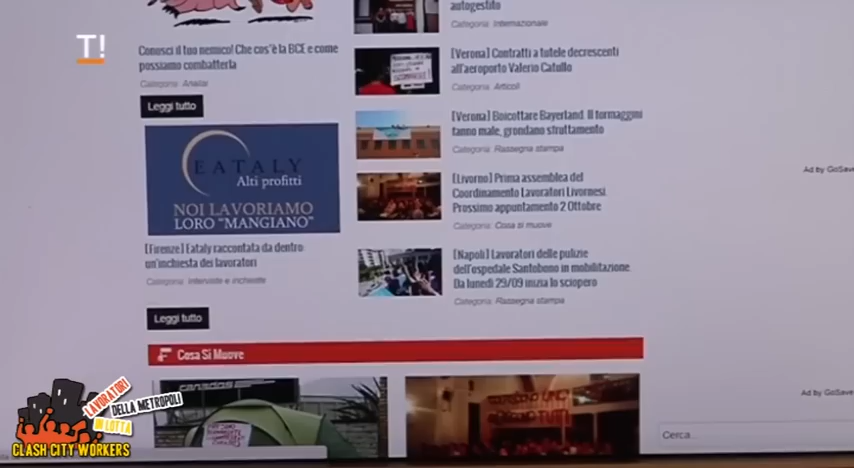 T!
autogestito
Categoria: Internazionale
Conosci il tuo nemico! Che cos'è la BCE e come
possiamo combatterla
Categoria: Analisi
Leggi tutto
[Verona] Contratti a tutele decrescenti
all'aeroporto Valerio Catullo
Categoria: Articoli
[Verona] Boicottare Bayerland. Il formaggini
fanno male, grondano sfruttamento
Categoria: Rassegna stampa
EATALY
Alti profitti
NOI LAVORIAMO
LORO "MANGIANO"
[Livorno] Prima assemblea del
Coordinamento Lavoratori Livornesi.
Prossimo appuntamento 2 Ottobre
Categoria: Cosa si muove
[Firenze] Eataly raccontata da dentro
un'inchiesta dei lavoratori
Categoria: Interviste e inchieste
Leggi tutto
[Napoli] Lavoratori delle pulizie
dell'ospedale Santobono in mobilitazione.
Da lunedì 29/09 inizia lo sciopero
Categoria: Rassegna stampa
Ad by GoSave
Cosa Si Muove
canados
Ad by GoSave
Cerca...
LAVORATORI
DELLA METROPOLI
IN LOTTA
CLASH CITY WORKERS